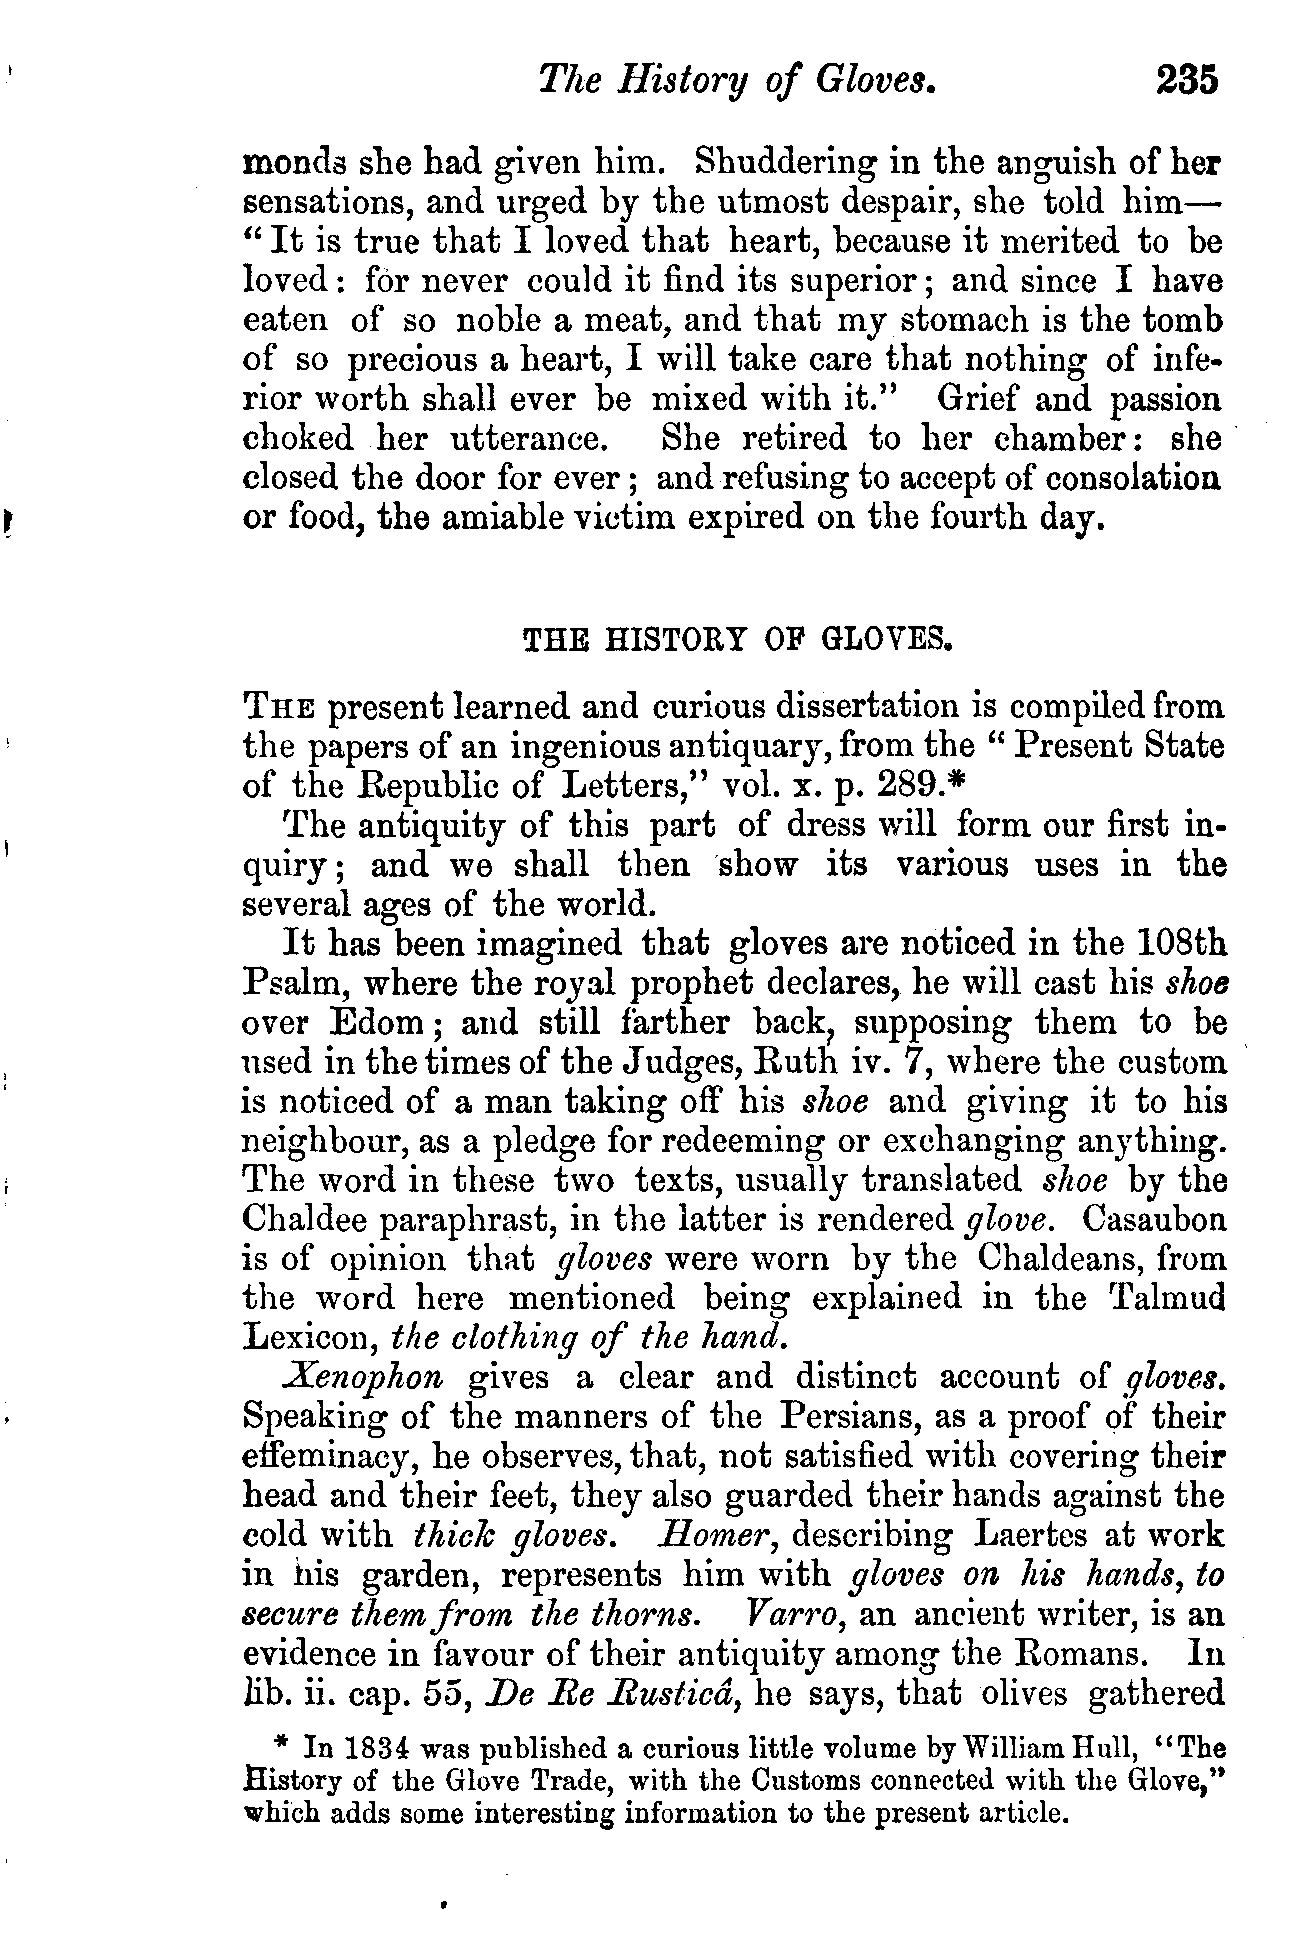 The History of Gloves. 235
monds she had given him. Shuddering in the anguish of her
sensations, and urged by the utmost despair, she told him—
“ It is true that I loved that heart, because it merited to be
loved : for never could it find its superior ; and since I have
eaten of so noble a meat, and that my stomach is the tomb
of so precious a heart, I will take care that nothing of infe-
rior worth shall ever be mixed with it.” Grief and passion
choked her utterance. She retired to her chamber : she
closed the door for ever ; and refusing to accept of consolation
or food, the amiable victim expired on the fourth day.
THE HISTORY OF GLOVES.
THE present learned and curious dissertation is compiled from
the papers of an ingenious antiquary, from the “ Present State
of the Republic of Letters,” vol. x. p. 289.*
The antiquity of this part of dress will form our first in-
quiry ; and we shall then show its various uses in the
several ages of the world.
It has been imagined that gloves are noticed in the 108th
Psalm, where the royal prophet declares, he will cast his shoe
over Edom ; and still farther back, supposing them to be
used in the times of the Judges, Ruth iv. 7, where the custom
is noticed of a man taking off his shoe and giving it to his
neighbour, as a pledge for redeeming or exchanging anything.
The word in these two texts, usually translated shoe by the
Chaldee paraphrast, in the latter is rendered glove. Casaubon
is of opinion that gloves were worn by the Chaldeans, from
the word here mentioned being explained in the Talmud
Lexicon, the clothing of the hand.
Xenophon gives a clear and distinct account of gloves.
Speaking of the manners of the Persians, as a proof of their
effeminacy, he observes, that, not satisfied with covering their
head and their feet, they also guarded their hands against the
cold with thick gloves. Homer, describing Laertes at work
in his garden, represents him with gloves on his hands, to
secure them from the thorns. Varro, an ancient writer, is an
evidence in favour of their antiquity among the Romans. In
lib. ii. cap. 55, De Re Rusticâ, he says, that olives gathered
* In 1834 was published a curious little volume by William Hull, “The
History of the Glove Trade, with the Customs connected with the Glove,”
which adds some interesting information to the present article.